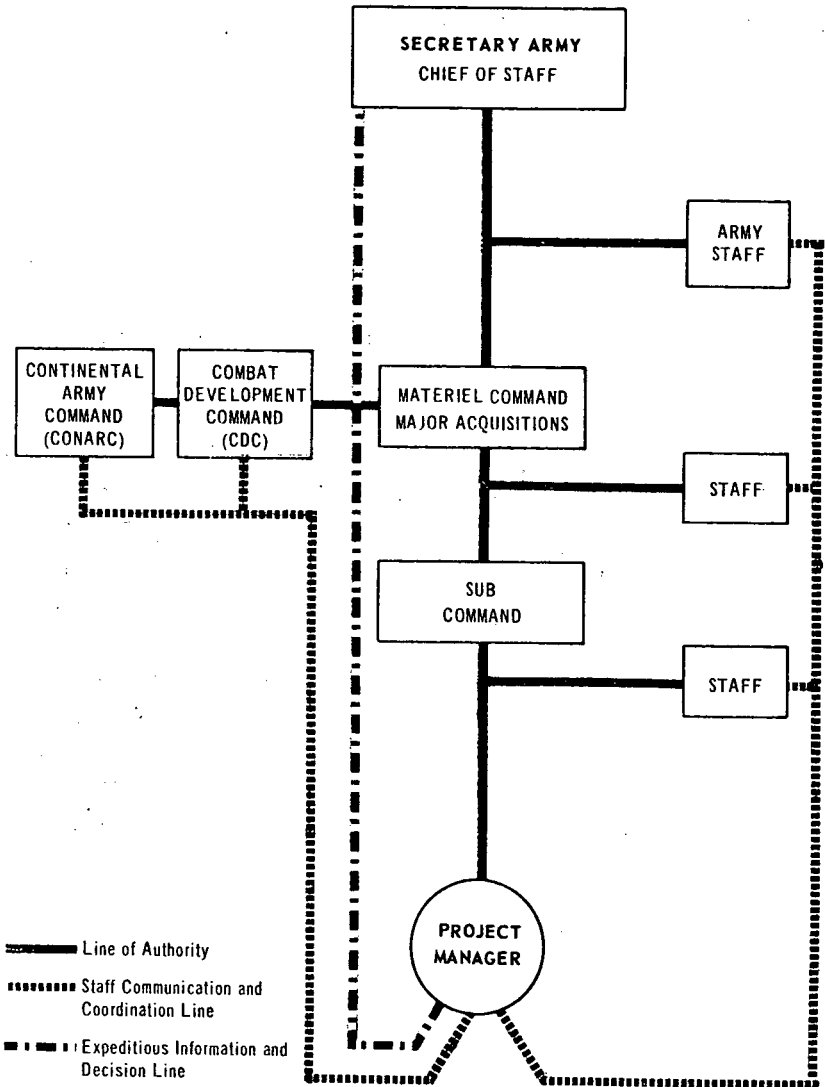 SECRETARY ARMY
CHIEF OF STAFF
ARMY
STAFF
CONTINENTAL
ARMY
COMMAND
(CONARC)
COMBAT
DEVELOPMENT
COMMAND
(CDC)
MATERIEL COMMAND
MAJOR ACQUISITIONS
STAFF
SUB
COMMAND
STAFF
PROJECT
MANAGER
Line of Authority
Staff Communication and
Coordination Line
Expeditious Information and
Decision Line